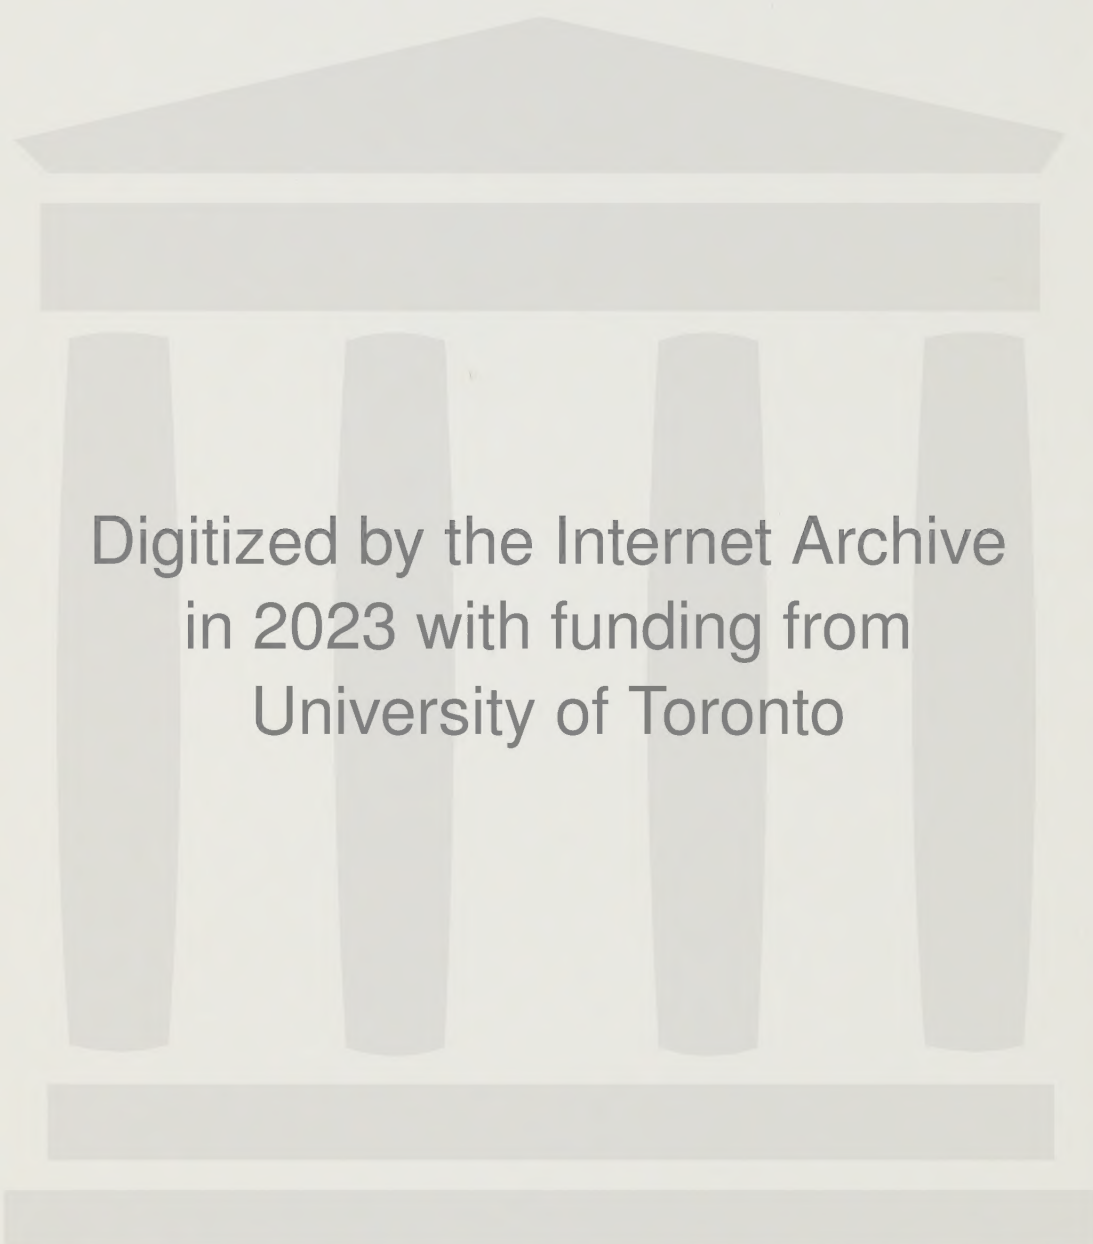 Digitized by the Internet Archive
in 2023 with funding from
University of Toronto